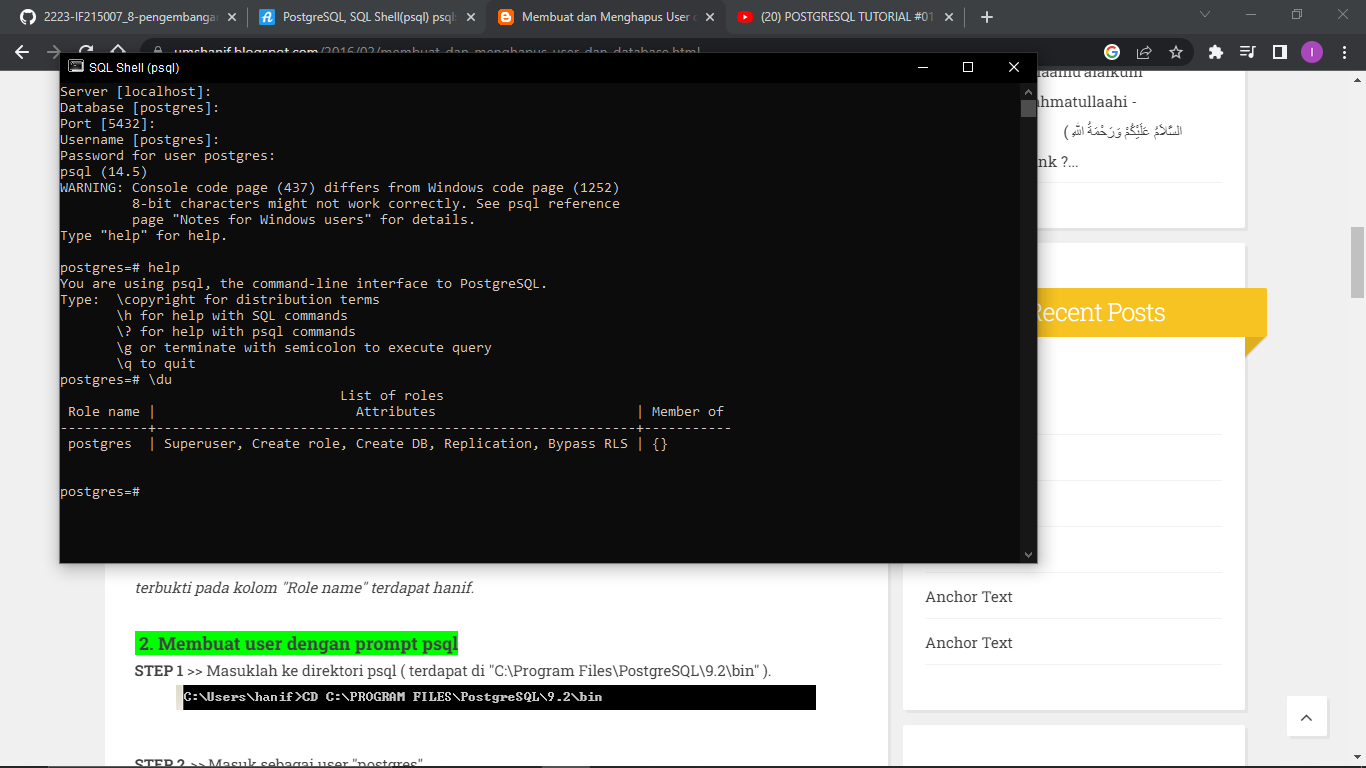 2223-IF215007_8-pengembangan
PostgreSQL, SQL Shell(psql) psql
Membuat dan Menghapus User d
(20) POSTGRESQL TUTORIAL #01
umshanif.blogspot.com/2016/02/membuat-dan-menghapus-user-dan-database.html
I
SQL Shell (psql)
Server [localhost]:
Database [postgres]:
Port [5432]:
Username [postgres]:
Password for user postgres:
psql (14.5)
WARNING: Console code page (437) differs from Windows code page (1252)
8-bit characters might not work correctly. See psql reference
page "Notes for Windows users" for details.
Type "help" for help.
postgres=# help
You are using psql, the command-line interface to PostgreSQL.
Type:  \copyright for distribution terms
\h for help with SQL commands
\? for help with psql commands
\g or terminate with semicolon to execute query
\q to quit
postgres=# \du
List of roles
Role name | Attributes | Member of
-----------+------------------------------------------------------------+-----------
postgres | Superuser, Create role, Create DB, Replication, Bypass RLS | {}
postgres=#
ahmatullaahi -
السَّلاَمُ عَلَيْكُمْ وَرَحْمَةُ اللهِ )
nk ?...
Recent Posts
Anchor Text
Anchor Text
terbukti pada kolom "Role name" terdapat hanif.
2. Membuat user dengan prompt psql
STEP 1 >> Masuklah ke direktori psql ( terdapat di "C:\Program Files\PostgreSQL\9.2\bin" ).
C:\Users\hanif>CD C:\PROGRAM FILES\PostgreSQL\9.2\bin
STEP 2 >> Masuk sebagai user "postgres"